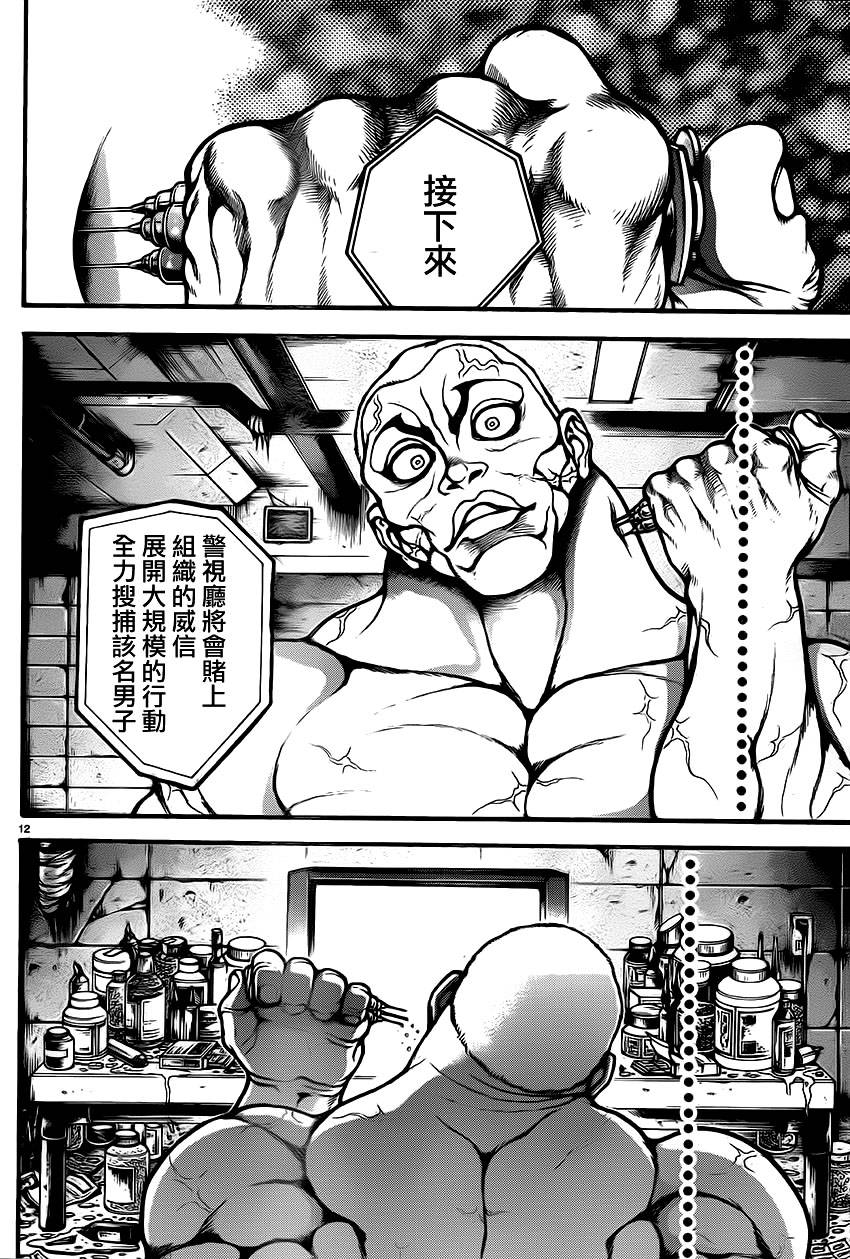 接下來
警視廳將會賭上
組織的威信
展開大規模的行動
全力搜捕該名男子
12